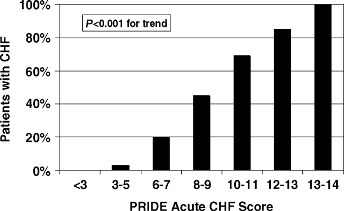 100%
P<0.001 for trend
80%
60%
40%
20%
0%
Patients with CHF
<3 3-5 6-7 8-9 10-11 12-13 13-14
PRIDE Acute CHF Score